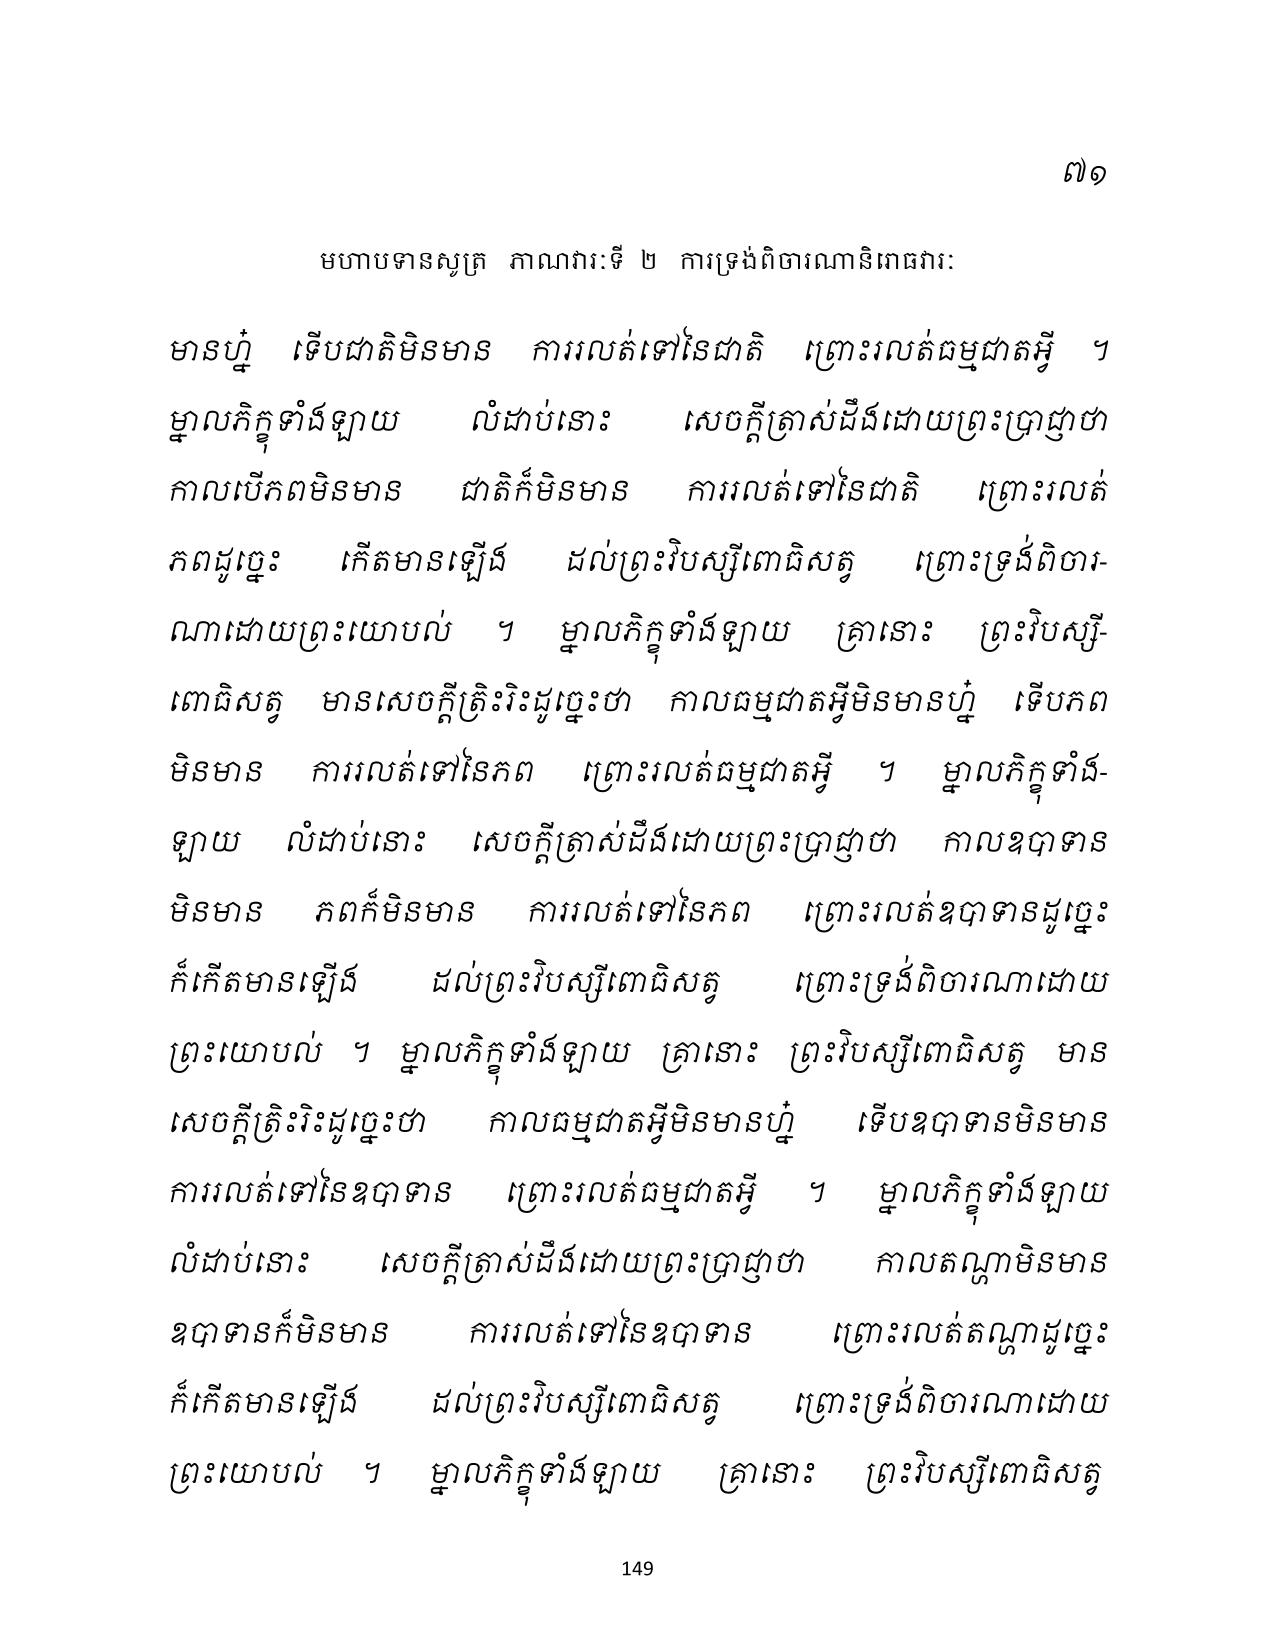 ៧១
មហាបទានសូត្រ ភាណវារៈទី ២ ការទ្រង់ពិចារណានិរោធវារៈ
មានហ្ន៎ ទើបជាតិមិនមាន ការរលត់ទៅនៃជាតិ ព្រោះរលត់ធម្មជាតអ្វី ។
ម្នាលភិក្ខុទាំងឡាយ លំដាប់នោះ សេចក្តីត្រាស់ដឹងដោយព្រះប្រាជ្ញាថា
កាលបើភពមិនមាន ជាតិក៏មិនមាន ការរលត់ទៅនៃជាតិ ព្រោះរលត់
ភពដូច្នេះ កើតមានឡើង ដល់ព្រះវិបស្សីពោធិសត្វ ព្រោះទ្រង់ពិចារ-
ណាដោយព្រះយោបល់ ។ ម្នាលភិក្ខុទាំងឡាយ គ្រានោះ ព្រះវិបស្សី-
ពោធិសត្វ មានសេចក្តីត្រិះរិះដូច្នេះថា កាលធម្មជាតអ្វីមិនមានហ្ន៎ ទើបភព
មិនមាន ការរលត់ទៅនៃភព ព្រោះរលត់ធម្មជាតអ្វី ។ ម្នាលភិក្ខុទាំង-
ឡាយ លំដាប់នោះ សេចក្តីត្រាស់ដឹងដោយព្រះប្រាជ្ញាថា កាលឧបាទាន
មិនមាន ភពក៏មិនមាន ការរលត់ទៅនៃភព ព្រោះរលត់ឧបាទានដូច្នេះ
ក៏កើតមានឡើង ដល់ព្រះវិបស្សីពោធិសត្វ ព្រោះទ្រង់ពិចារណាដោយ
ព្រះយោបល់ ។ ម្នាលភិក្ខុទាំងឡាយ គ្រានោះ ព្រះវិបស្សីពោធិសត្វ មាន
សេចក្តីត្រិះរិះដូច្នេះថា កាលធម្មជាតអ្វីមិនមានហ្ន៎ ទើបឧបាទានមិនមាន
ការរលត់ទៅនៃឧបាទាន ព្រោះរលត់ធម្មជាតអ្វី ។ ម្នាលភិក្ខុទាំងឡាយ
លំដាប់នោះ សេចក្តីត្រាស់ដឹងដោយព្រះប្រាជ្ញាថា កាលតណ្ហាមិនមាន
ឧបាទានក៏មិនមាន ការរលត់ទៅនៃឧបាទាន ព្រោះរលត់តណ្ហាដូច្នេះ
ក៏កើតមានឡើង ដល់ព្រះវិបស្សីពោធិសត្វ ព្រោះទ្រង់ពិចារណាដោយ
ព្រះយោបល់ ។ ម្នាលភិក្ខុទាំងឡាយ គ្រានោះ ព្រះវិបស្សីពោធិសត្វ
149